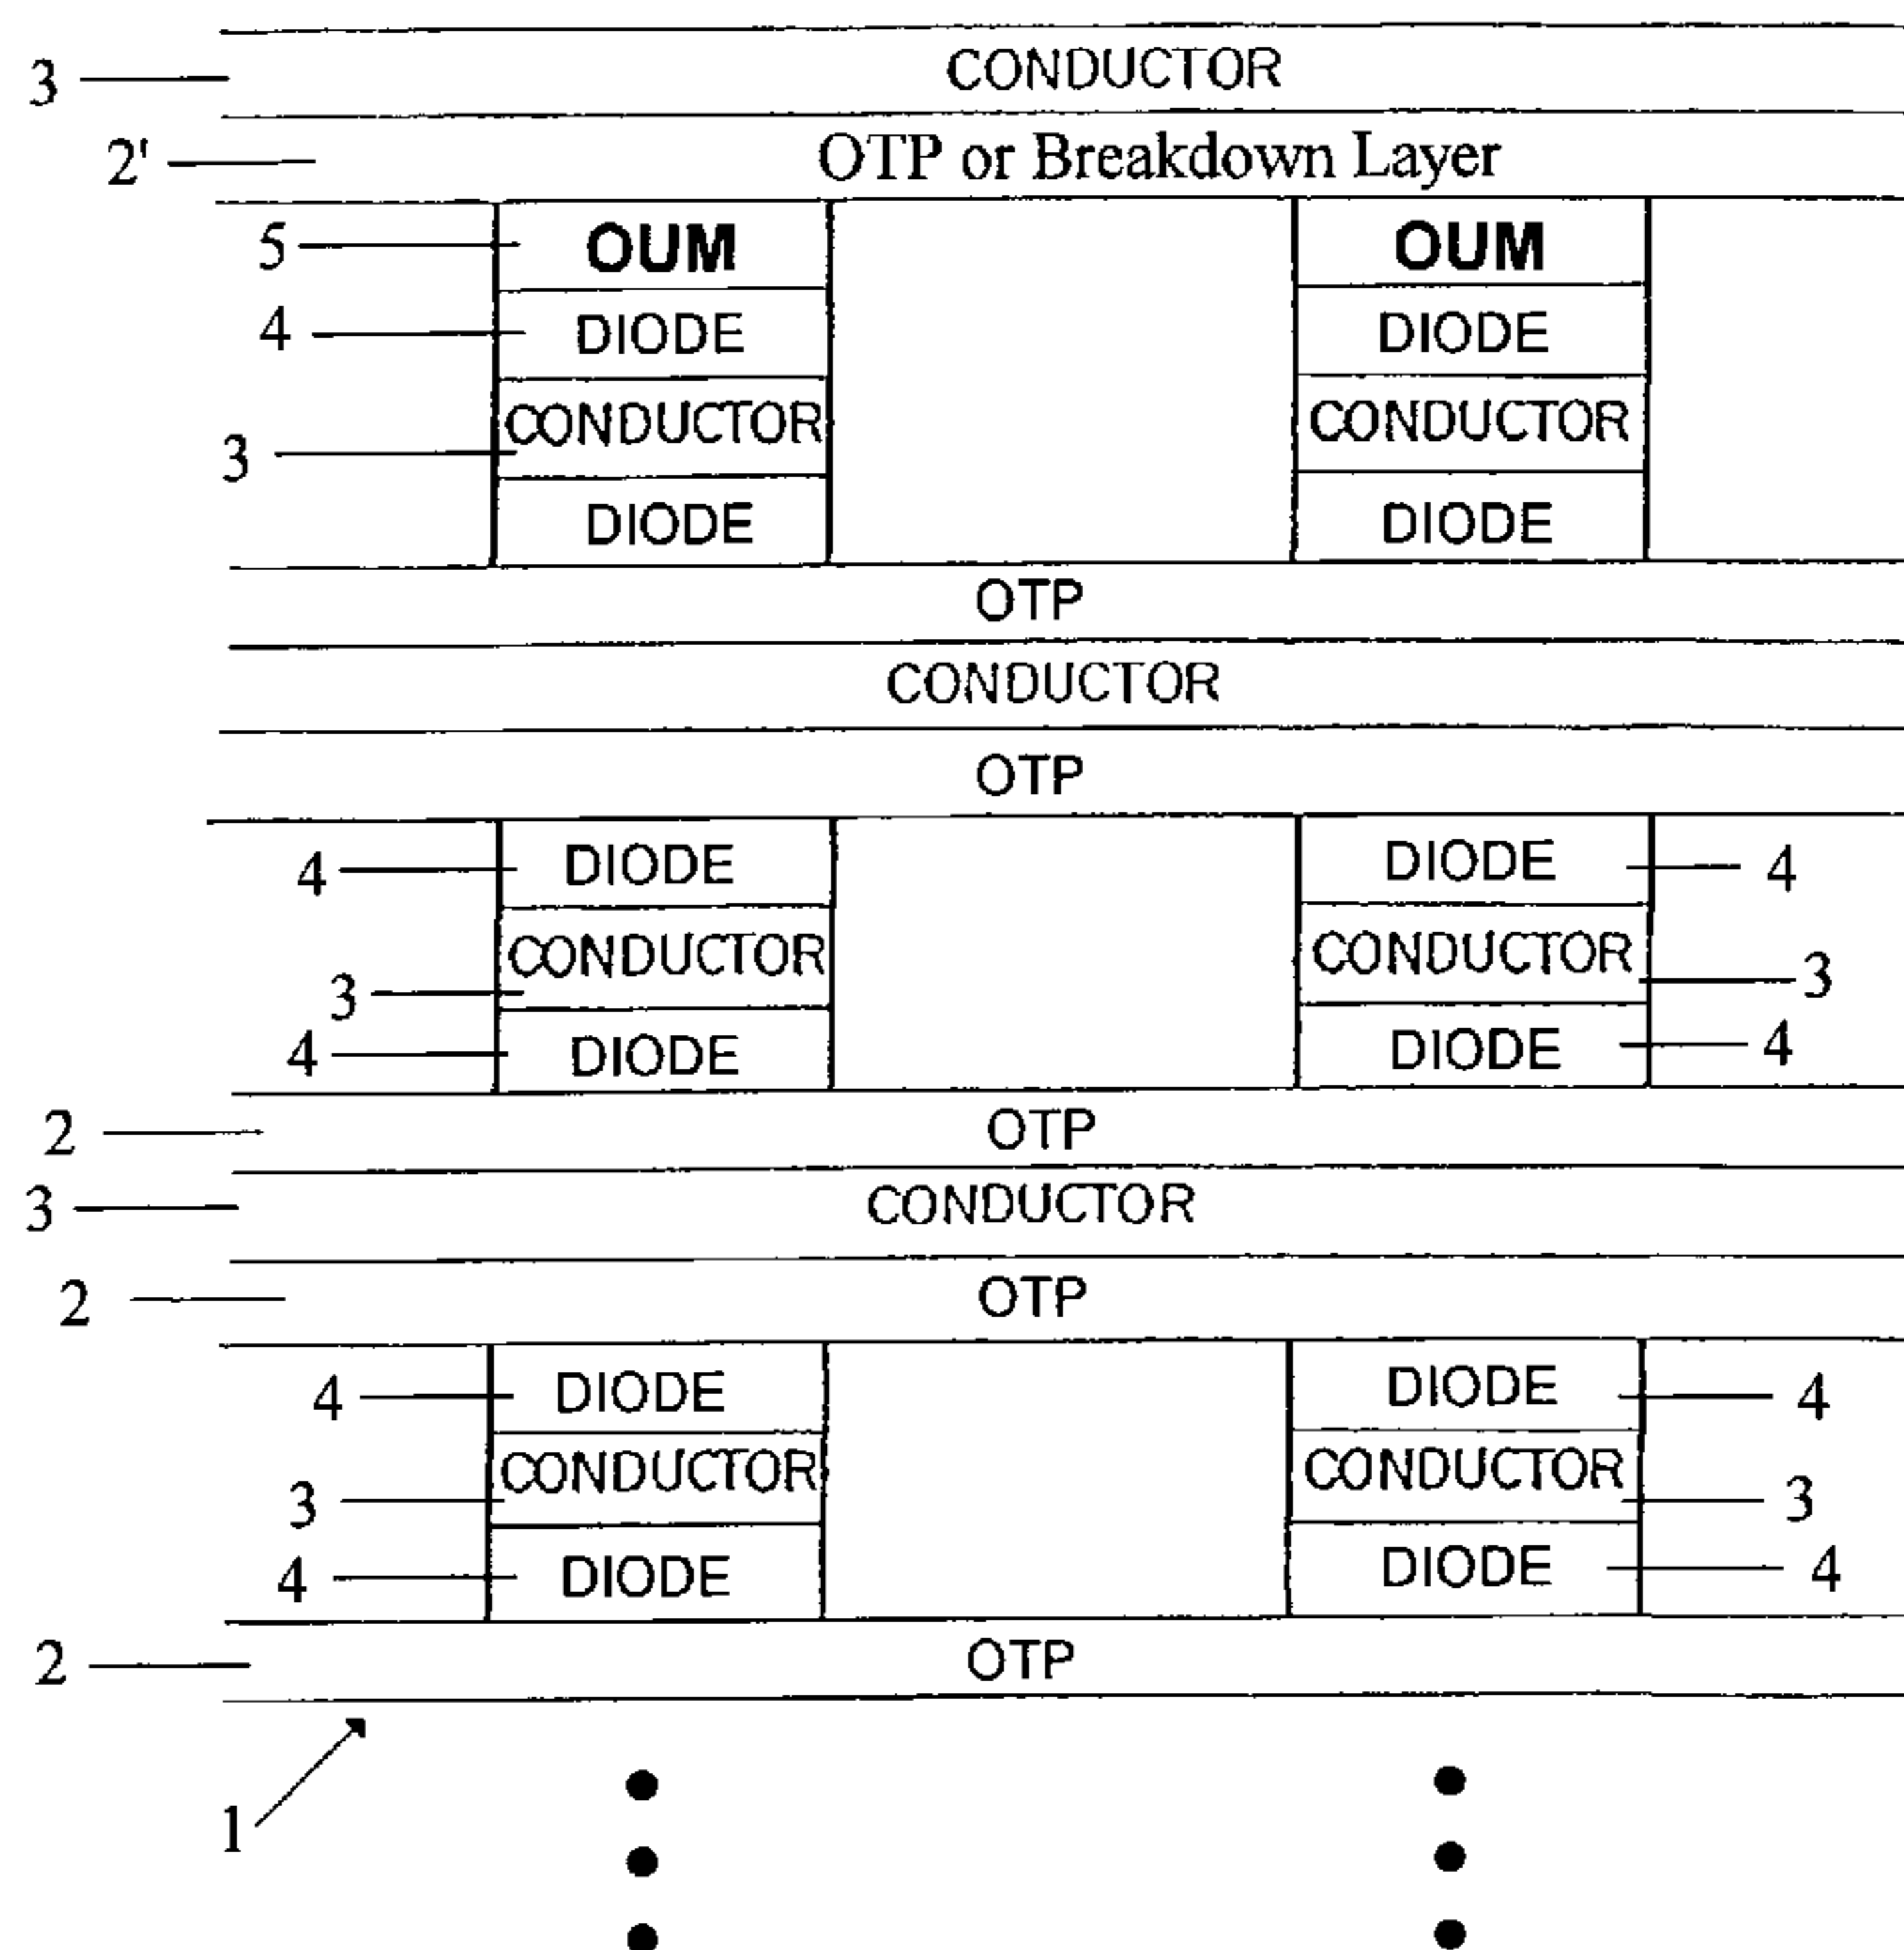 3 CONDUCTOR
2' OTP or Breakdown Layer
5 OUM OUM
4 DIODE DIODE
3 CONDUCTOR CONDUCTOR
DIODE DIODE
OTP
CONDUCTOR
OTP
4 DIODE DIODE 4
3 CONDUCTOR CONDUCTOR 3
4 DIODE DIODE 4
2 OTP
3 CONDUCTOR
2 OTP
4 DIODE DIODE 4
3 CONDUCTOR CONDUCTOR 3
4 DIODE DIODE 4
2 OTP
1